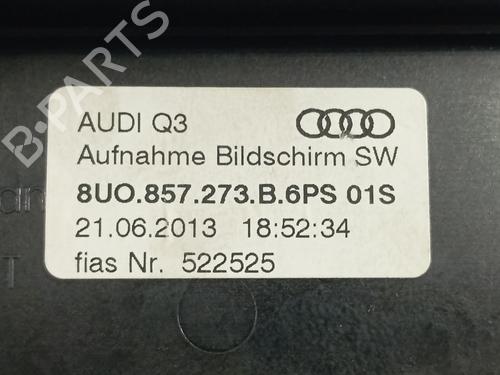 AUDI Q3
Aufnahme Bildschirm SW
8UO.857.273.B.6PS 01S
21.06.2013 18:52:34
fias Nr. 522525
B-PARTS